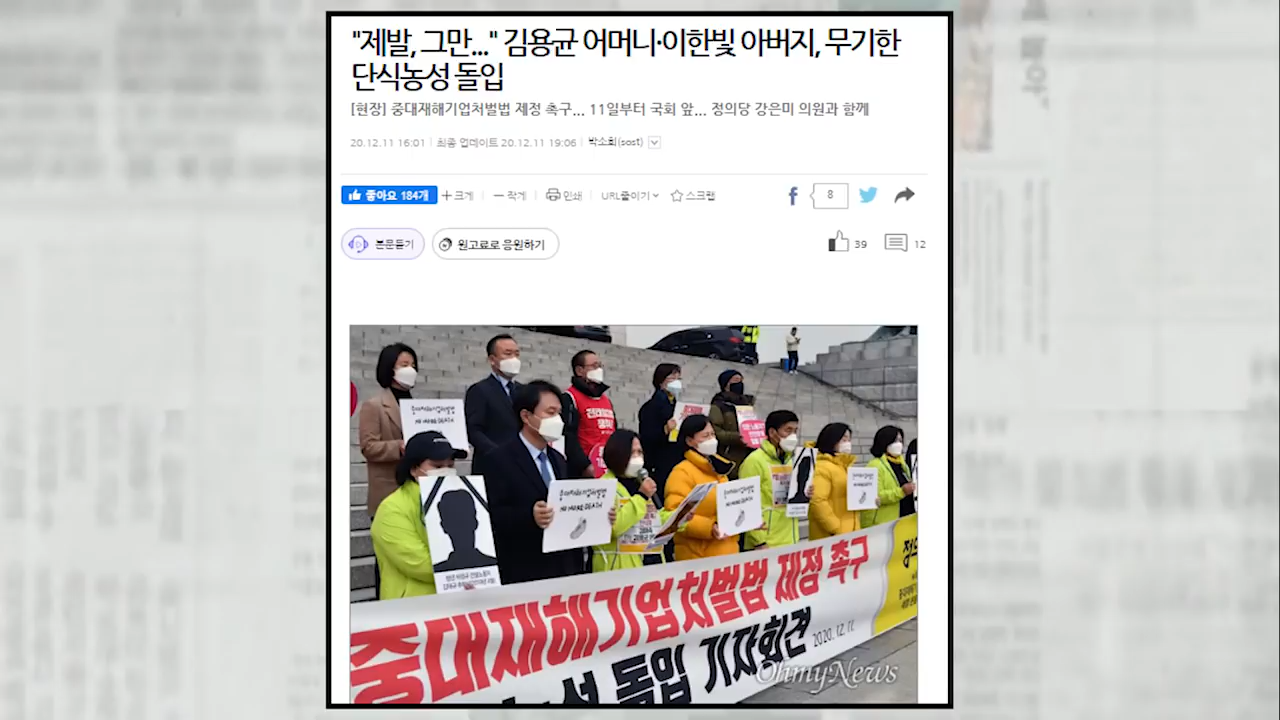 "제발, 그만..." 김용균 어머니·이한빛 아버지, 무기한
단식농성 돌입
[현장] 중대재해기업처벌법 제정 촉구... 11일부터 국회 앞... 정의당 강은미 의원과 함께
20.12.11 16:01 | 최종 업데이트 20.12.11 19:06 | 박소희(sost)
좋아요 184개 크게 작게 인쇄 URL줄이기 스크랩 8
본문듣기 원고료로 응원하기 39 12
중대재해기업처벌법
NO MORE DEATH
중대재해기업처벌법 제정 촉구
돌입 기자회견 2020.12.11.
OhmyNews